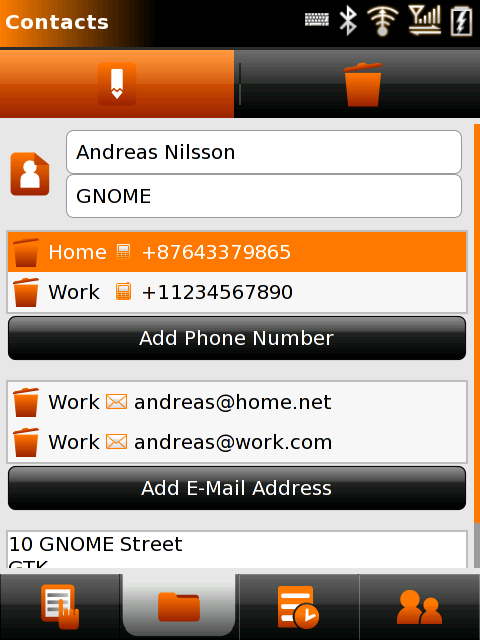 Contacts
Andreas Nilsson
GNOME
Home +87643379865
Work +11234567890
Add Phone Number
Work andreas@home.net
Work andreas@work.com
Add E-Mail Address
10 GNOME Street
GTK